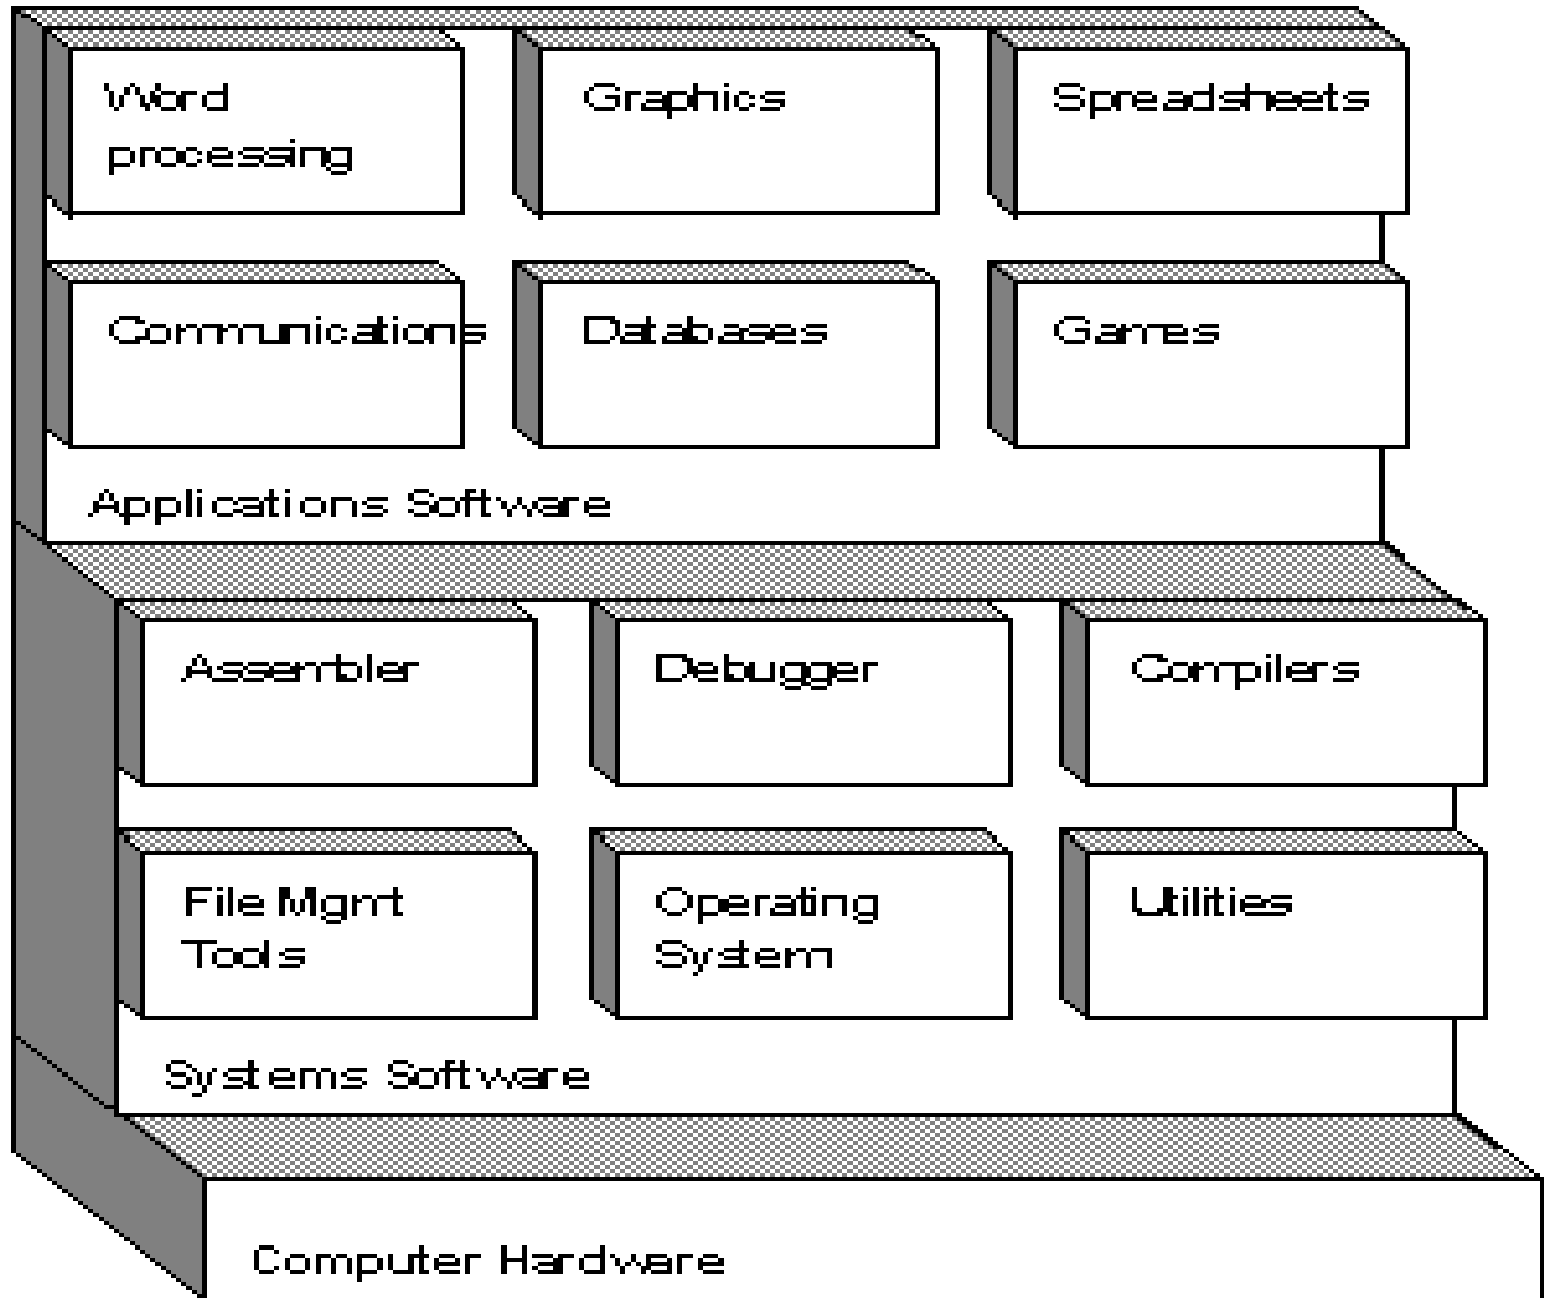 Word
processing
Graphics
Spreadsheets
Communications
Databases
Games
Applications Software
Assembler
Debugger
Compilers
File Mgmt
Tools
Operating
System
Utilities
Systems Software
Computer Hardware